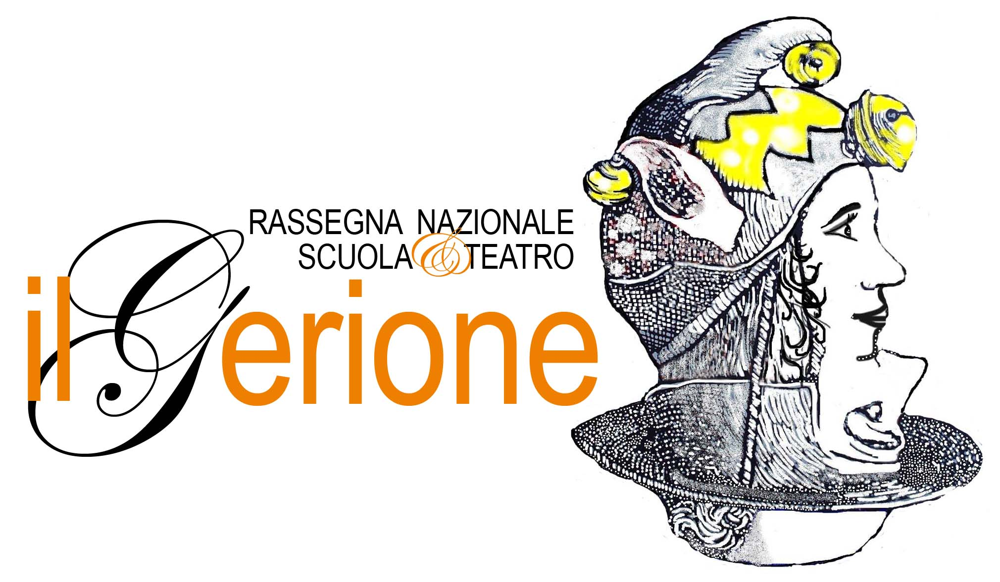 RASSEGNA NAZIONALE
SCUOLA & TEATRO
il Gerione